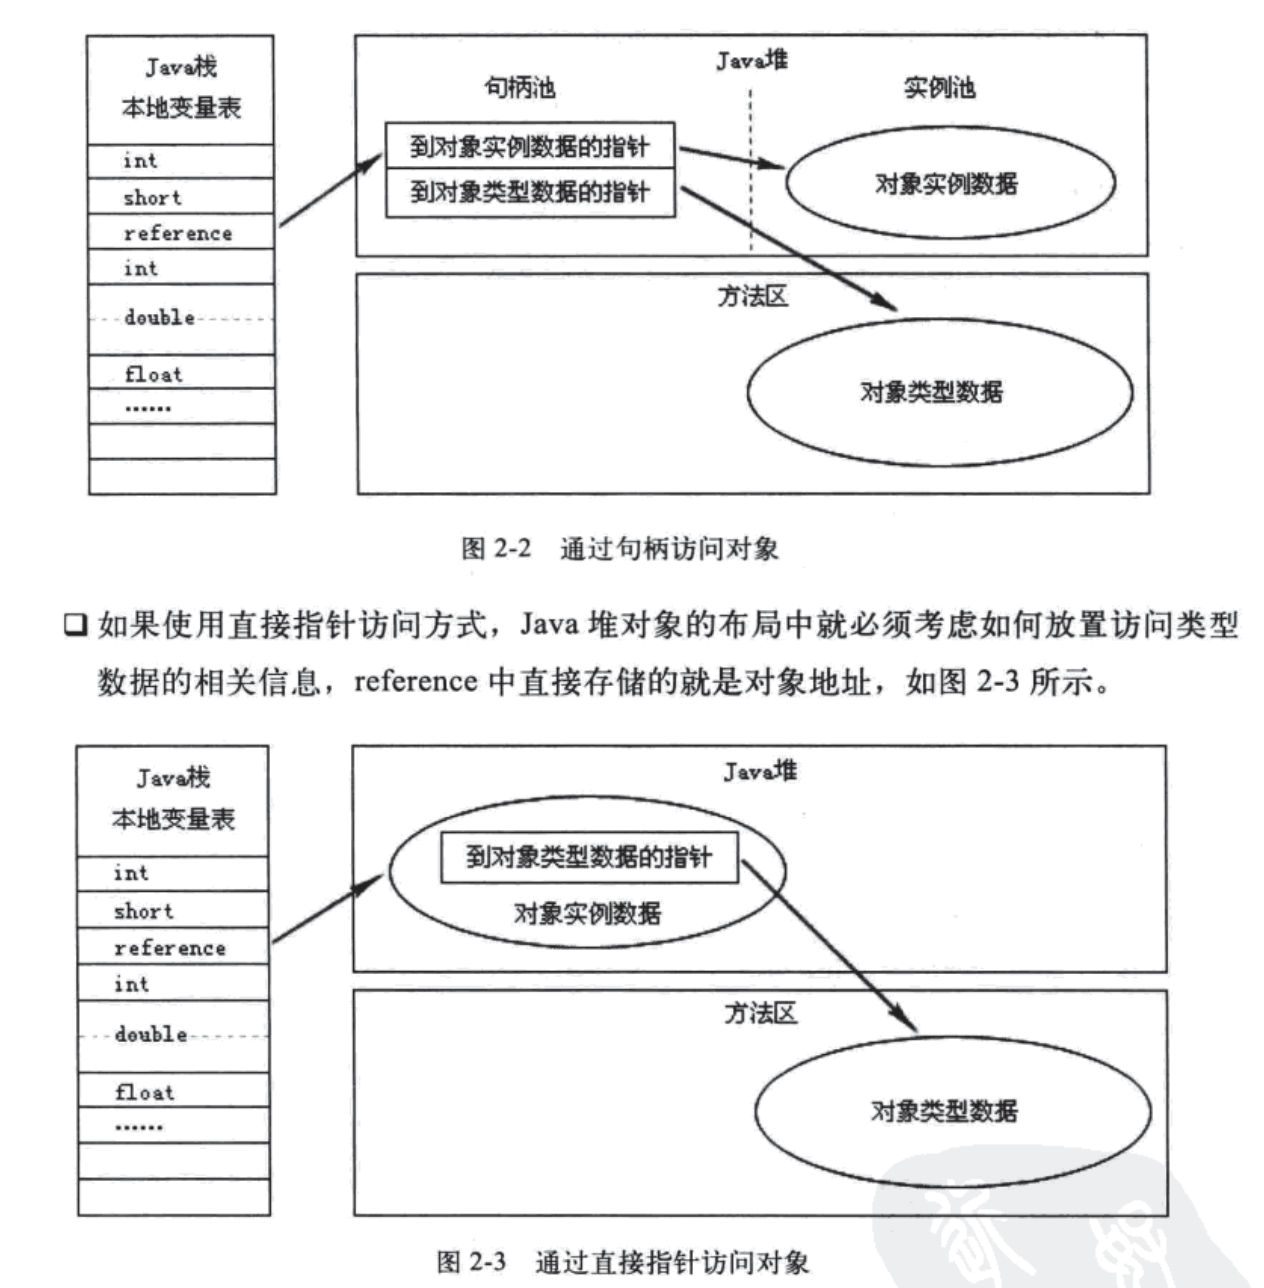 Java栈
本地变量表
int
short
reference
int
double
float
......
Java堆
句柄池
实例池
到对象实例数据的指针
到对象类型数据的指针
对象实例数据
方法区
对象类型数据
图 2-2 通过句柄访问对象
❑ 如果使用直接指针访问方式，Java 堆对象的布局中就必须考虑如何放置访问类型
数据的相关信息，reference 中直接存储的就是对象地址，如图 2-3 所示。
Java栈
本地变量表
int
short
reference
int
double
float
......
Java堆
到对象类型数据的指针
对象实例数据
方法区
对象类型数据
图 2-3 通过直接指针访问对象